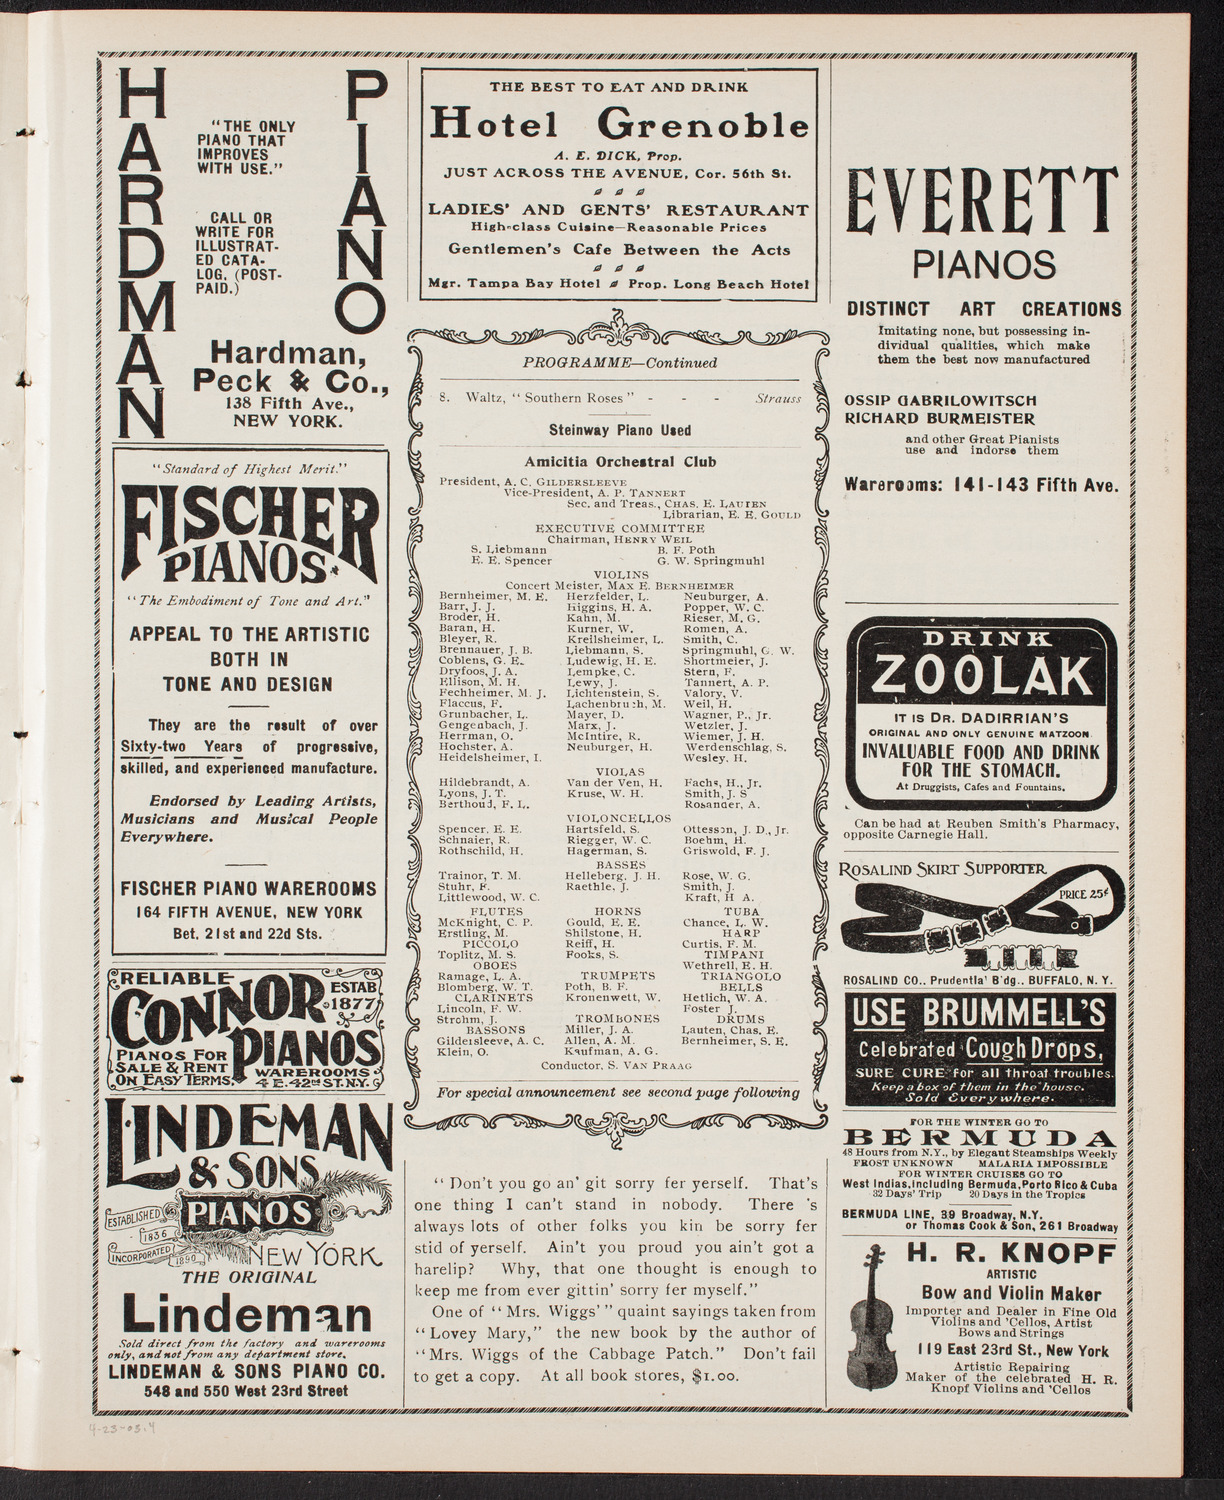 HARDMAN
PIANO
"THE ONLY
PIANO THAT
IMPROVES
WITH USE."
CALL OR
WRITE FOR
ILLUSTRAT-
ED CATA-
LOG, (POST-
PAID.)
Hardman,
Peck & Co.,
138 Fifth Ave.,
NEW YORK.
"Standard of Highest Merit."
FISCHER
PIANOS
"The Embodiment of Tone and Art."
APPEAL TO THE ARTISTIC
BOTH IN
TONE AND DESIGN
They are the result of over
Sixty-two Years of progressive,
skilled, and experienced manufacture.
Endorsed by Leading Artists,
Musicians and Musical People
Everywhere.
FISCHER PIANO WAREROOMS
164 FIFTH AVENUE, NEW YORK
Bet. 21st and 22d Sts.
RELIABLE
CONNOR
ESTAB
1877
PIANOS
PIANOS FOR
SALE & RENT
ON EASY TERMS.
WAREROOMS
4 E. 42nd ST. N.Y.
LINDEMAN
& SONS
PIANOS
ESTABLISHED
1836
INCORPORATED
1890
NEW YORK
THE ORIGINAL
Lindeman
Sold direct from the factory and warerooms
only, and not from any department store.
LINDEMAN & SONS PIANO CO.
548 and 550 West 23rd Street
THE BEST TO EAT AND DRINK
Hotel Grenoble
A. E. DICK, Prop.
JUST ACROSS THE AVENUE, Cor. 56th St.
LADIES' AND GENTS' RESTAURANT
High-class Cuisine—Reasonable Prices
Gentlemen's Cafe Between the Acts
Mgr. Tampa Bay Hotel Prop. Long Beach Hotel
PROGRAMME—Continued
8. Waltz, "Southern Roses" - - - Strauss
Steinway Piano Used
Amicitia Orchestral Club
President, A. C. GILDERSLEEVE
Vice-President, A. P. TANNERT
Sec. and Treas., CHAS. E. LAUTEN
Librarian, E. E. GOULD
EXECUTIVE COMMITTEE
Chairman, HENRY WEIL
S. Liebmann B. F. Poth
E. E. Spencer G. W. Springmuhl
VIOLINS
Concert Meister, MAX E. BERNHEIMER
Bernheimer, M. E. Herzfelder, L. Neuburger, A.
Barr, J. J. Higgins, H. A. Popper, W. C.
Broder, H. Kahn, M. Rieser, M. G.
Baran, H. Kurner, W. Romen, A.
Bleyer, R. Kreilsheimer, L. Smith, C.
Brennauer, J. B. Liebmann, S. Springmuhl, G. W.
Coblens, G. E. Ludewig, H. E. Shortmeier, J.
Dryfoos, J. A. Lempke, C. Stern, F.
Ellison, M. H. Lewy, J. Tannert, A. P.
Fechheimer, M. J. Lichtenstein, S. Valory, V.
Flaccus, F. Lachenbruch, M. Weil, H.
Grunbacher, L. Mayer, D. Wagner, P., Jr.
Gengenbach, J. Marx, J. Wetzler, J.
Herrman, O. McIntire, R. Wiemer, J. H.
Hochster, A. Neuburger, H. Werdenschlag, S.
Heidelsheimer, I. Wesley, H.
VIOLAS
Hildebrandt, A. Van der Ven, H. Fachs, H., Jr.
Lyons, J. T. Kruse, W. H. Smith, J. S
Berthoud, F. L. Rosander, A.
VIOLONCELLOS
Spencer, E. E. Hartsfeld, S. Ottesson, J. D., Jr.
Schnaier, R. Riegger, W. C. Boehm, H.
Rothschild, H. Hagerman, S. Griswold, F. J.
BASSES
Trainor, T. M. Helleberg, J. H. Rose, W. G.
Stuhr, F. Raethle, J. Smith, J.
Littlewood, W. C. Kraft, H A.
FLUTES HORNS TUBA
McKnight, C. P. Gould, E. E. Chance, L. W.
Erstling, M. Shilstone, H. HARP
PICCOLO Reiff, H. Curtis, F. M.
Toplitz, M. S. Fooks, S. TIMPANI
OBOES Wethrell, E. H.
Ramage, L. A. TRUMPETS TRIANGOLO
Blomberg, W. T. Poth, B. F. BELLS
CLARINETS Kronenwett, W. Hetlich, W. A.
Lincoln, F. W. Foster J.
Strohm, J. TROMBONES DRUMS
BASSONS Miller, J. A. Lauten, Chas. E.
Gildersleeve, A. C. Allen, A. M. Bernheimer, S. E.
Klein, O. Kaufman, A. G.
Conductor, S. VAN PRAAG
For special announcement see second page following
"Don't you go an' git sorry fer yerself. That's
one thing I can't stand in nobody. There 's
always lots of other folks you kin be sorry fer
stid of yerself. Ain't you proud you ain't got a
harelip? Why, that one thought is enough to
keep me from ever gittin' sorry fer myself."
One of "Mrs. Wiggs'" quaint sayings taken from
"Lovey Mary," the new book by the author of
"Mrs. Wiggs of the Cabbage Patch." Don't fail
to get a copy. At all book stores, $1.00.
EVERETT
PIANOS
DISTINCT ART CREATIONS
Imitating none, but possessing in-
dividual qualities, which make
them the best now manufactured
OSSIP GABRILOWITSCH
RICHARD BURMEISTER
and other Great Pianists
use and indorse them
Warerooms: 141-143 Fifth Ave.
DRINK
ZOOLAK
IT IS DR. DADIRRIAN'S
ORIGINAL AND ONLY GENUINE MATZOON.
INVALUABLE FOOD AND DRINK
FOR THE STOMACH.
At Druggists, Cafes and Fountains.
Can be had at Reuben Smith's Pharmacy,
opposite Carnegie Hall.
ROSALIND SKIRT SUPPORTER
PRICE 25¢
ROSALIND CO., Prudential B'dg., BUFFALO, N. Y.
USE BRUMMELL'S
Celebrated Cough Drops,
SURE CURE for all throat troubles.
Keep a box of them in the house.
Sold Everywhere.
FOR THE WINTER GO TO
BERMUDA
48 Hours from N.Y., by Elegant Steamships Weekly
FROST UNKNOWN MALARIA IMPOSSIBLE
FOR WINTER CRUISES GO TO
West Indias, Including Bermuda, Porto Rico & Cuba
32 Days' Trip 20 Days in the Tropics
BERMUDA LINE, 39 Broadway, N.Y.
or Thomas Cook & Son, 261 Broadway
H. R. KNOPF
ARTISTIC
Bow and Violin Maker
Importer and Dealer in Fine Old
Violins and 'Cellos, Artist
Bows and Strings
119 East 23rd St., New York
Artistic Repairing
Maker of the celebrated H. R.
Knopf Violins and 'Cellos
4-23-03.4